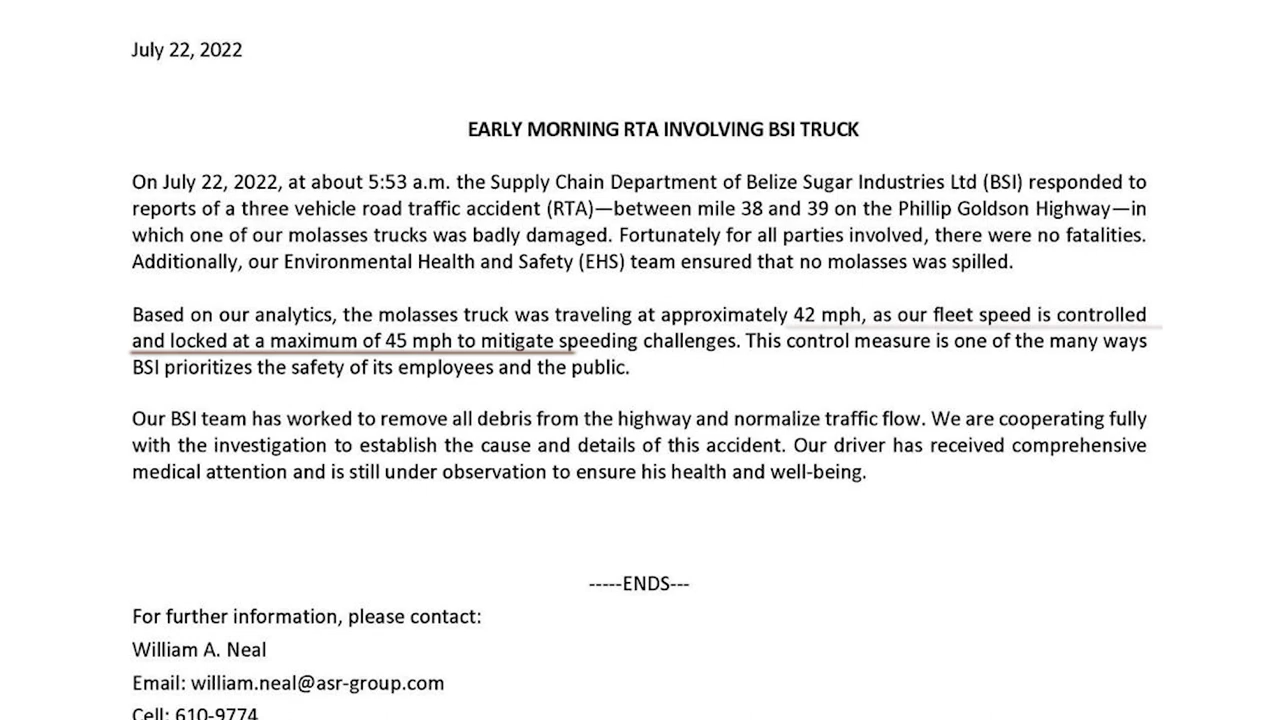 July 22, 2022
EARLY MORNING RTA INVOLVING BSI TRUCK
On July 22, 2022, at about 5:53 a.m. the Supply Chain Department of Belize Sugar Industries Ltd (BSI) responded to
reports of a three vehicle road traffic accident (RTA)—between mile 38 and 39 on the Phillip Goldson Highway—in
which one of our molasses trucks was badly damaged. Fortunately for all parties involved, there were no fatalities.
Additionally, our Environmental Health and Safety (EHS) team ensured that no molasses was spilled.
Based on our analytics, the molasses truck was traveling at approximately 42 mph, as our fleet speed is controlled
and locked at a maximum of 45 mph to mitigate speeding challenges. This control measure is one of the many ways
BSI prioritizes the safety of its employees and the public.
Our BSI team has worked to remove all debris from the highway and normalize traffic flow. We are cooperating fully
with the investigation to establish the cause and details of this accident. Our driver has received comprehensive
medical attention and is still under observation to ensure his health and well-being.
-----ENDS---
For further information, please contact:
William A. Neal
Email: william.neal@asr-group.com
Cell: 610-9774